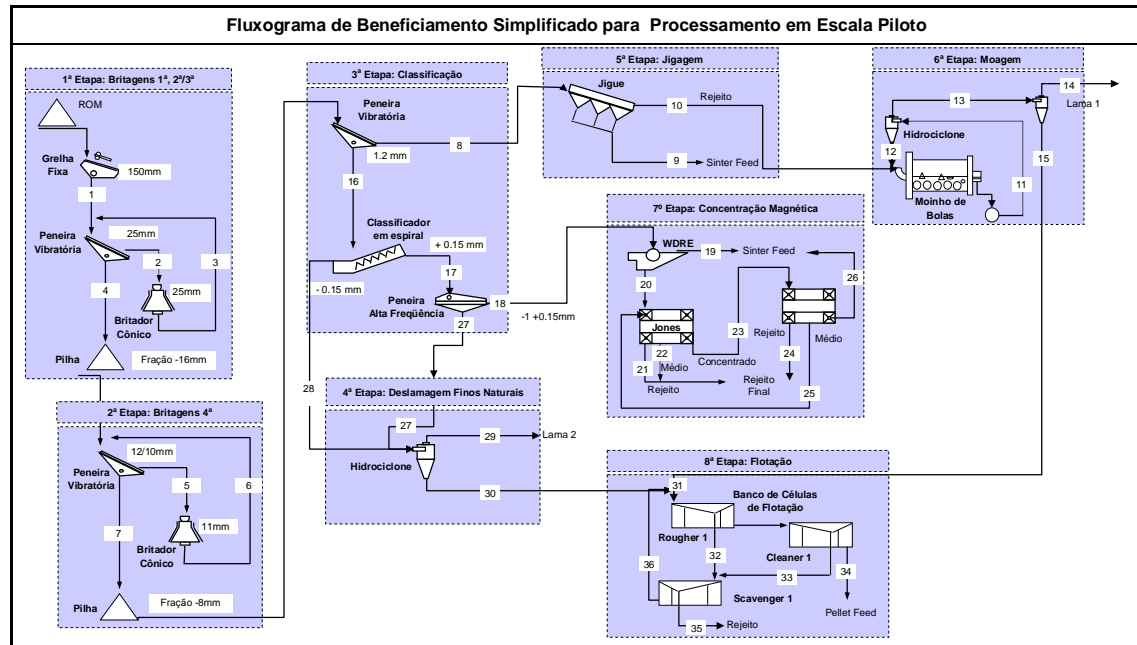 Fluxograma de Beneficiamento Simplificado para Processamento em Escala Piloto
1ª Etapa: Britagens 1ª, 2ª/3ª
ROM
Grelha
Fixa
150mm
1
Peneira
Vibratória
25mm
2
3
4
25mm
Britador
Cônico
Pilha
Fração -16mm
2ª Etapa: Britagens 4ª
12/10mm
Peneira
Vibratória
5
6
7
11mm
Britador
Cônico
Pilha
Fração -8mm
3ª Etapa: Classificação
Peneira
Vibratória
1.2 mm
8
16
Classificador
em espiral
+ 0.15 mm
17
- 0.15 mm
Peneira
Alta Freqüência
18
-1 +0.15mm
27
28
4ª Etapa: Deslamagem Finos Naturais
27
29
Lama 2
Hidrociclone
30
5ª Etapa: Jigagem
Jigue
10
Rejeito
9
Sinter Feed
6ª Etapa: Moagem
14
13
Lama 1
Hidrociclone
12
15
11
Moinho de
Bolas
7º Etapa: Concentração Magnética
WDRE
19
Sinter Feed
26
20
Jones
23
Rejeito
Médio
22
21
Médio
Concentrado
24
Rejeito
Rejeito
Final
25
8ª Etapa: Flotação
31
Banco de Células
de Flotação
Rougher 1
Cleaner 1
36
32
33
34
Scavenger 1
Pellet Feed
35
Rejeito